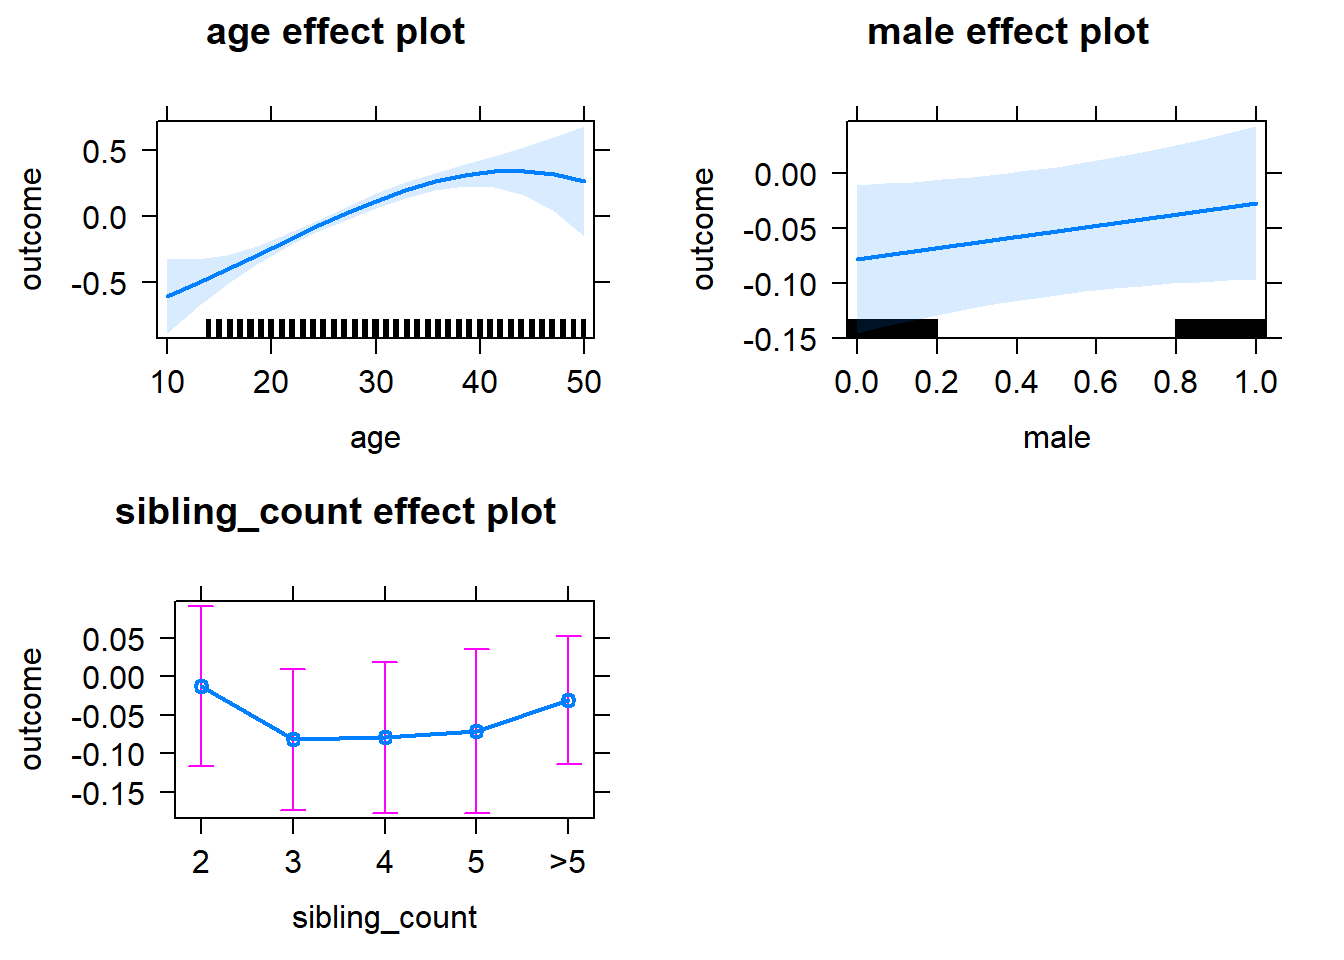 age effect plot
outcome
0.5
0.0
-0.5
10 20 30 40 50
age
male effect plot
outcome
0.00
-0.05
-0.10
-0.15
0.0 0.2 0.4 0.6 0.8 1.0
male
sibling_count effect plot
outcome
0.05
0.00
-0.05
-0.10
-0.15
2 3 4 5 >5
sibling_count